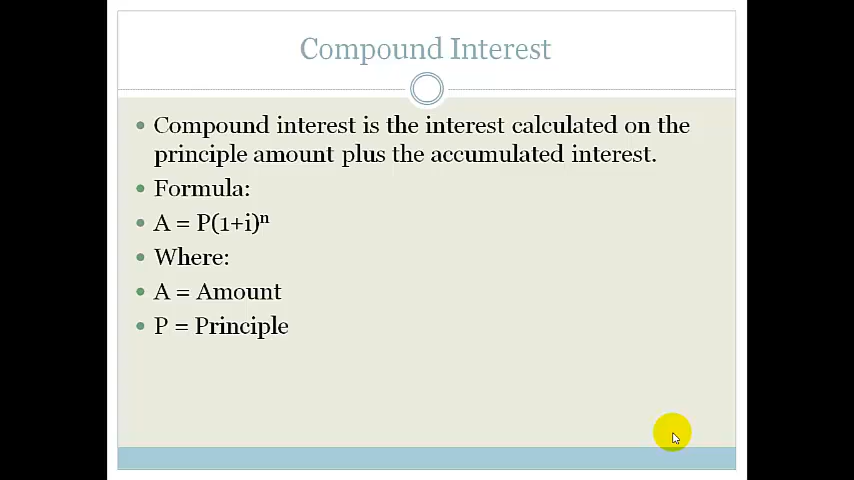 Compound Interest
• Compound interest is the interest calculated on the
principle amount plus the accumulated interest.
• Formula:
• A = P(1+i)ⁿ
• Where:
• A = Amount
• P = Principle